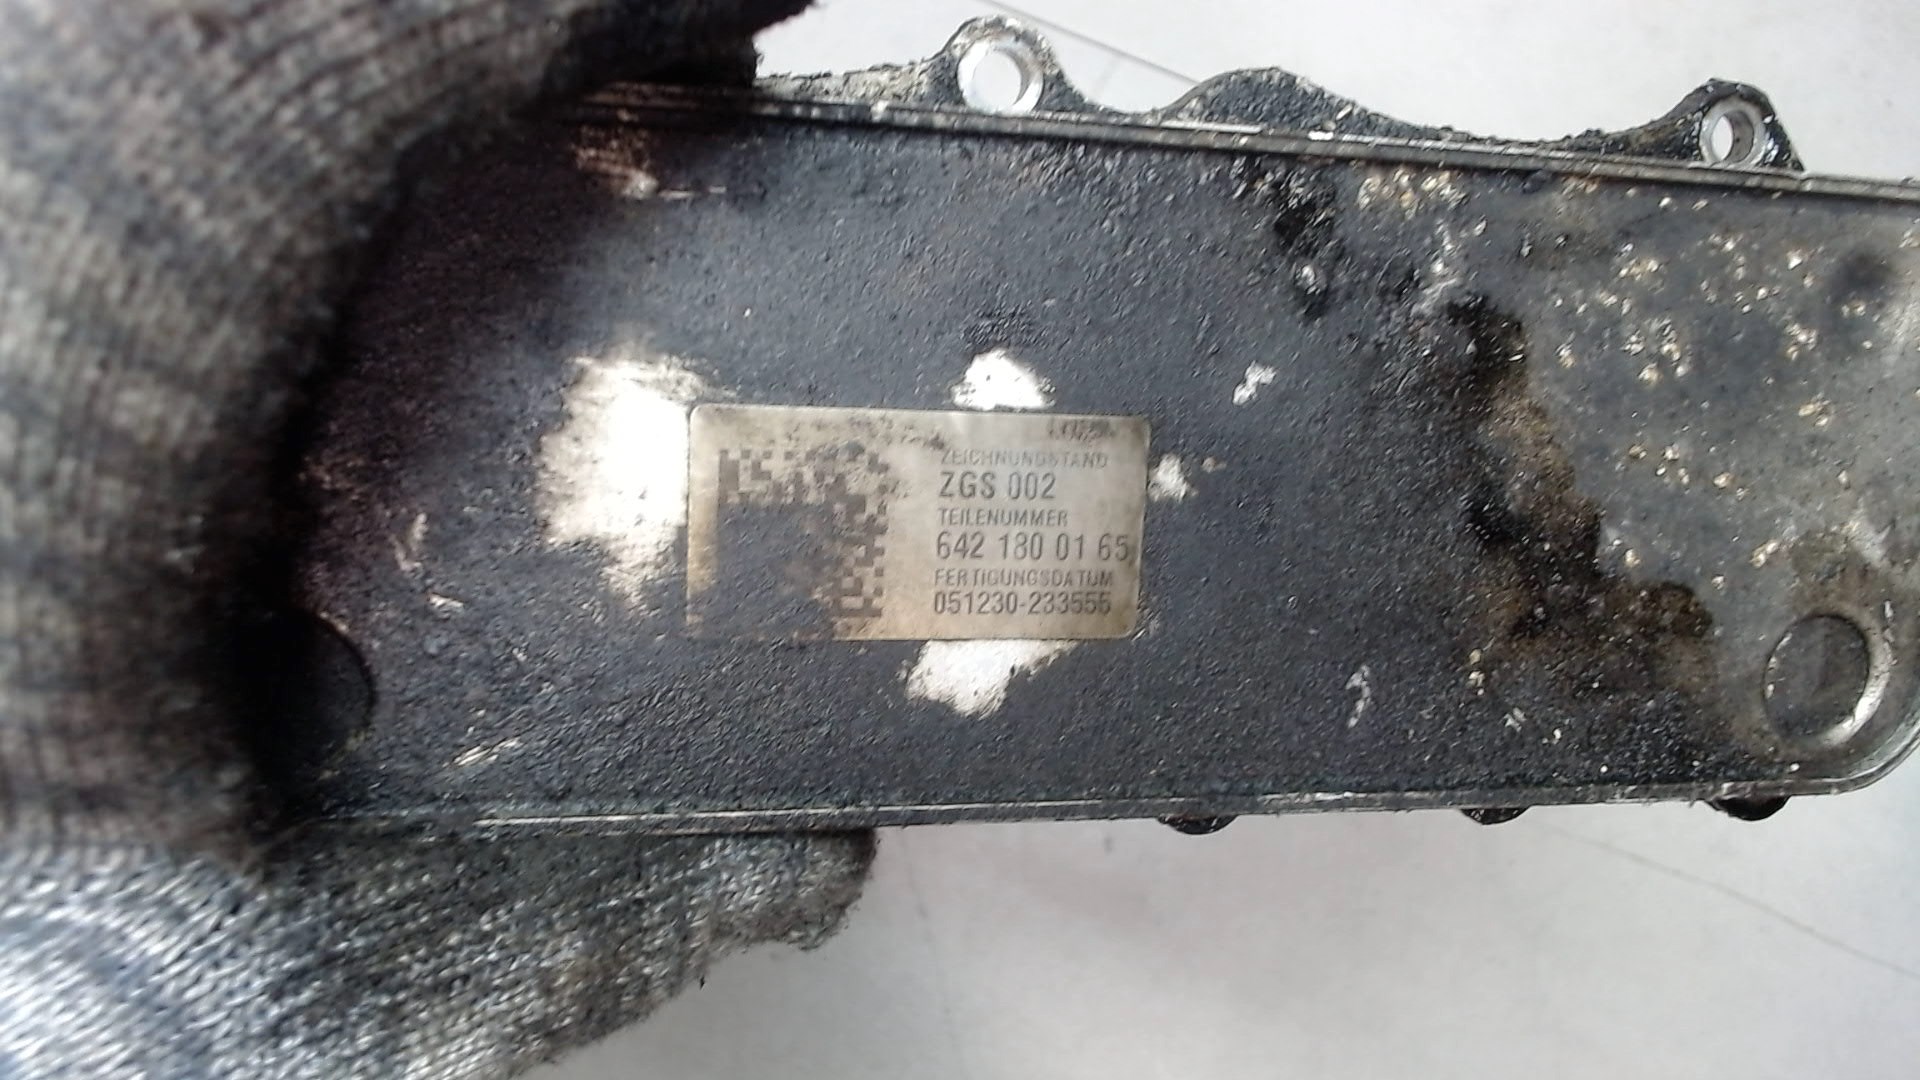 ZEICHNUNGSTAND
ZGS 002
TEILENUMMER
642 180 01 65
FERTIGUNGSDATUM
051230-233555